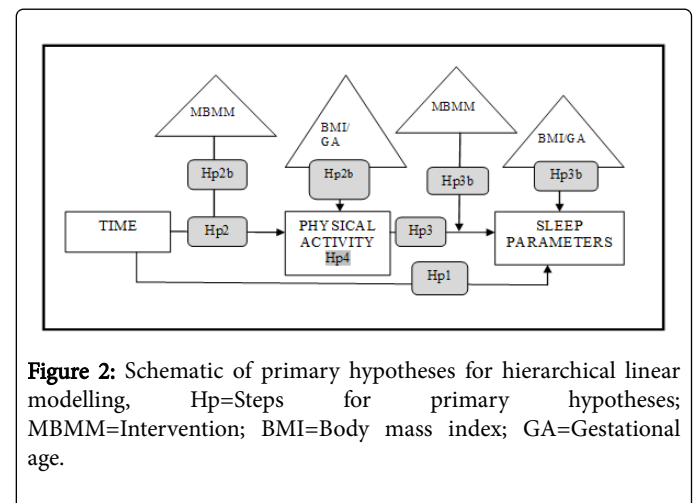 MBMM
BMI/
GA
MBMM
BMI/GA
Hp2b
Hp2b
Hp3b
Hp3b
TIME
Hp2
PHYSICAL
ACTIVITY
Hp4
Hp3
SLEEP
PARAMETERS
Hp1
Figure 2: Schematic of primary hypotheses for hierarchical linear
modelling, Hp=Steps for primary hypotheses;
MBMM=Intervention; BMI=Body mass index; GA=Gestational
age.